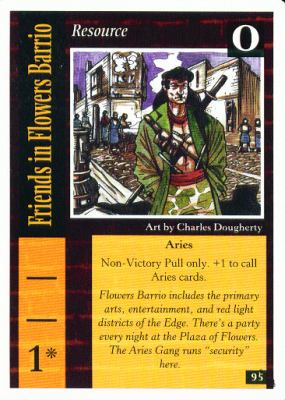 Friends in Flowers Barrio
Resource
O
Art by Charles Dougherty
Aries
Non-Victory Pull only. +1 to call
Aries cards.
Flowers Barrio includes the primary
arts, entertainment, and red light
districts of the Edge. There's a party
every night at the Plaza of Flowers.
The Aries Gang runs "security"
here.
—
—
1*
95